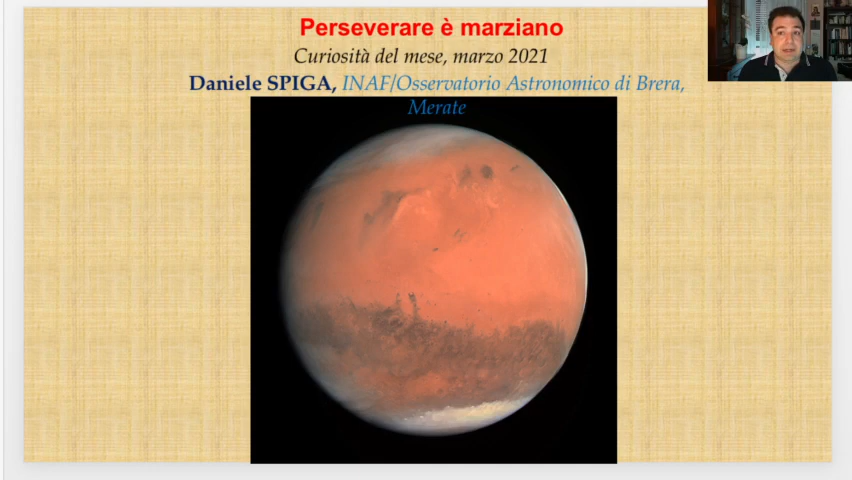 Perseverare è marziano
Curiosità del mese, marzo 2021
Daniele SPIGA, INAF/Osservatorio Astronomico di Brera,
Merate